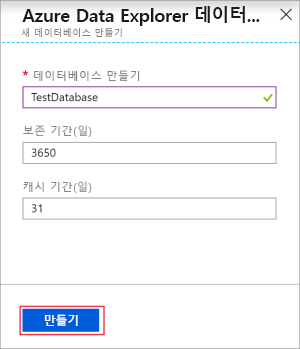 Azure Data Explorer 데이터...
새 데이터베이스 만들기
* 데이터베이스 만들기
TestDatabase
보존 기간(일)
3650
캐시 기간(일)
31
만들기